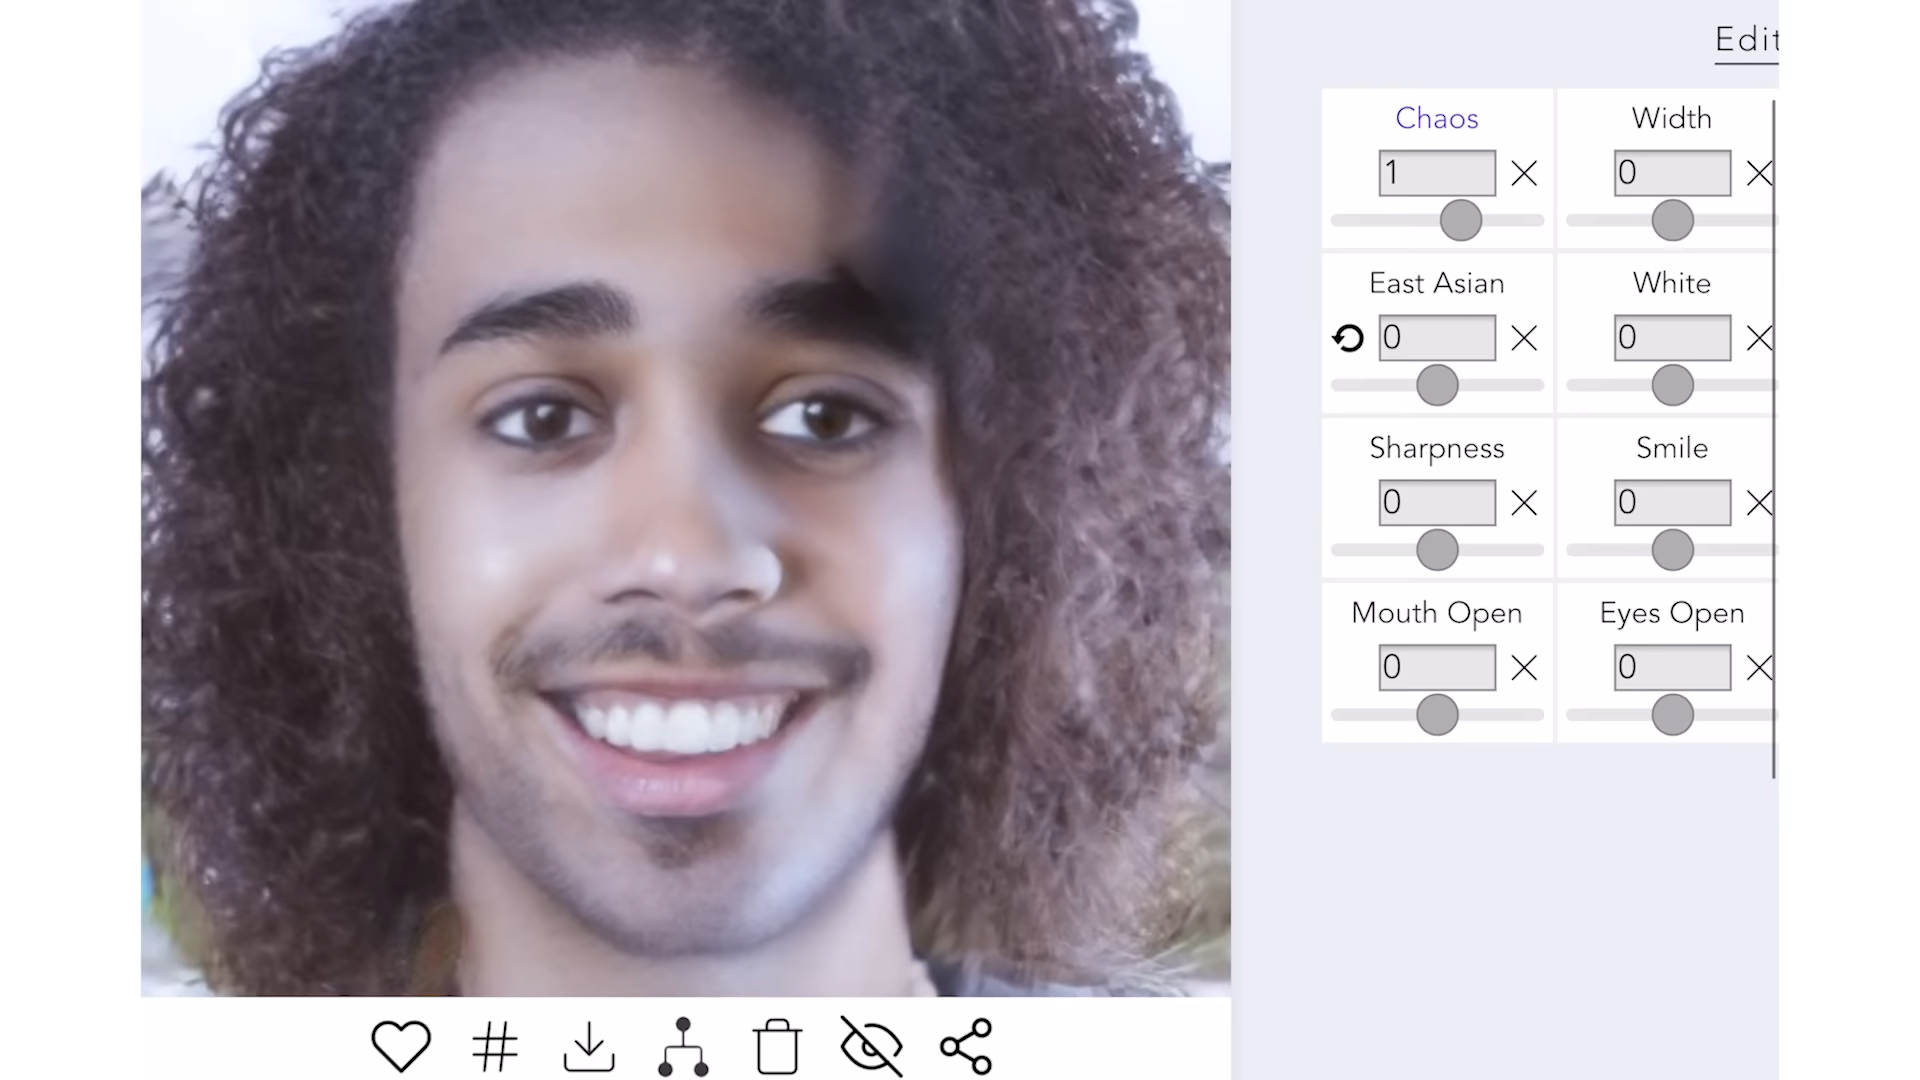 Edit
Chaos Width
1 0
East Asian White
0 0
Sharpness Smile
0 0
Mouth Open Eyes Open
0 0